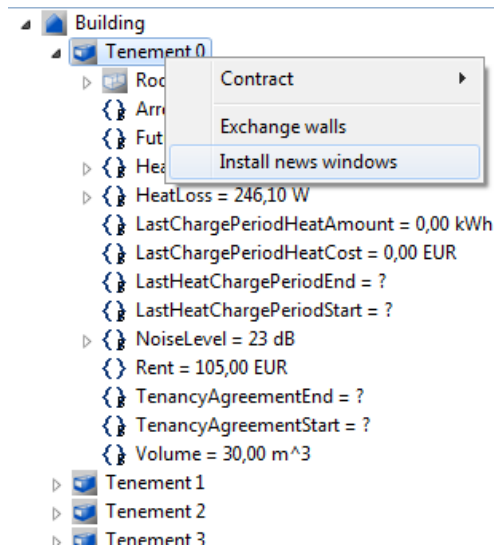 Building
Tenement 0
Contract
Exchange walls
Install news windows
HeatLoss = 246,10 W
LastChargePeriodHeatAmount = 0,00 kWh
LastChargePeriodHeatCost = 0,00 EUR
LastHeatChargePeriodEnd = ?
LastHeatChargePeriodStart = ?
NoiseLevel = 23 dB
Rent = 105,00 EUR
TenancyAgreementEnd = ?
TenancyAgreementStart = ?
Volume = 30,00 m^3
Tenement 1
Tenement 2
Tenement 3